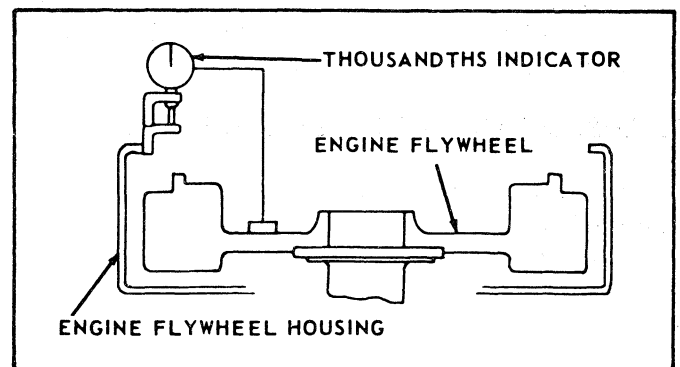 THOUSANDTHS INDICATOR
ENGINE FLYWHEEL
ENGINE FLYWHEEL HOUSING